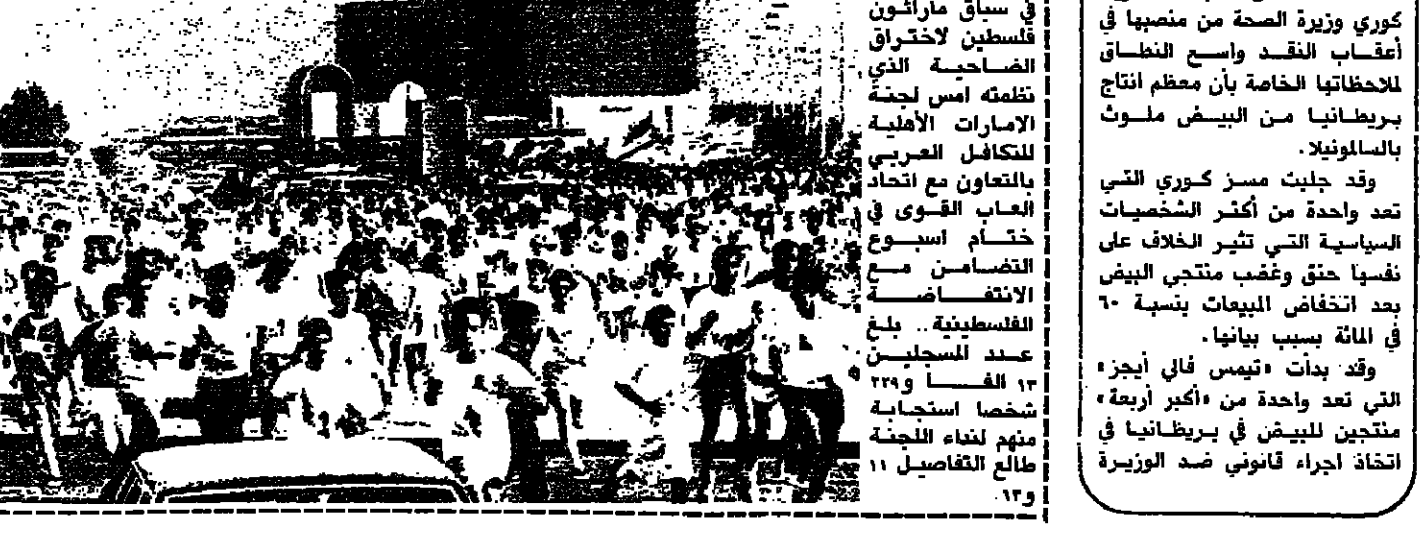 كوري وزيرة الصحة من منصبها في
أعقاب النقد واسع النطاق
لملاحظاتها الخاصة بأن معظم انتاج
بريطانيا من البيض ملوث
بالسالمونيلا.
وقد جلبت مسز كوري التي
تعد واحدة من أكثر الشخصيات
السياسية التي تثير الخلاف على
نفسها حنق وغضب منتجي البيض
بعد انخفاض المبيعات بنسبة ٦٠
في المائة بسبب بيانها.
وقد بدأت «تيمس فالي أيجز»
التي تعد واحدة من «أكبر أربعة»
منتجين للبيض في بريطانيا في
اتخاذ اجراء قانوني ضد الوزيرة
في سباق ماراثون
فلسطين لاختراق
الضاحية الذي
نظمته امس لجنة
الامارات الأهلية
للتكافل العربي
بالتعاون مع اتحاد
العاب القوى في
ختام اسبوع
التضامن مع
الانتفاضة
الفلسطينية.. بلغ
عدد المسجلين
١٣ الفا و٢٢٩
شخصا استجابة
منهم لنداء اللجنة
طالع التفاصيل ١١
و١٣.